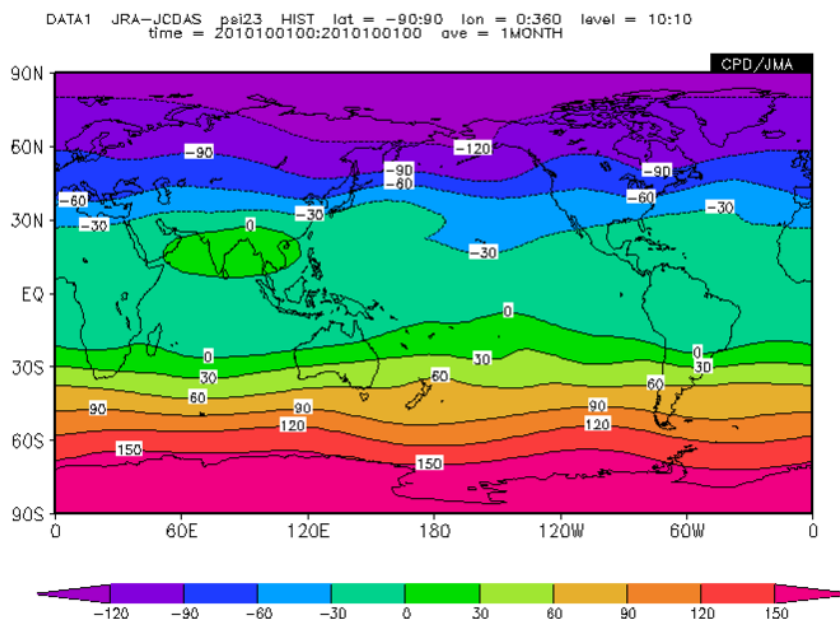 DATA1 JRA-JCDAS psi23 HIST lat = -90:90 lon = 0:360 level = 10:10
time = 2010100100:2010100100 ave = 1MONTH
CPD/JMA
90N
60N
30N
EQ
30S
60S
90S
-120
-90
-90
-90
-60
-60
-60
-30
-30
-30
-30
0
0
0
0
30
30
30
60
60
60
90
90
90
120
120
150
150
0 60E 120E 180 120W 60W 0
-120 -90 -60 -30 0 30 60 90 120 150